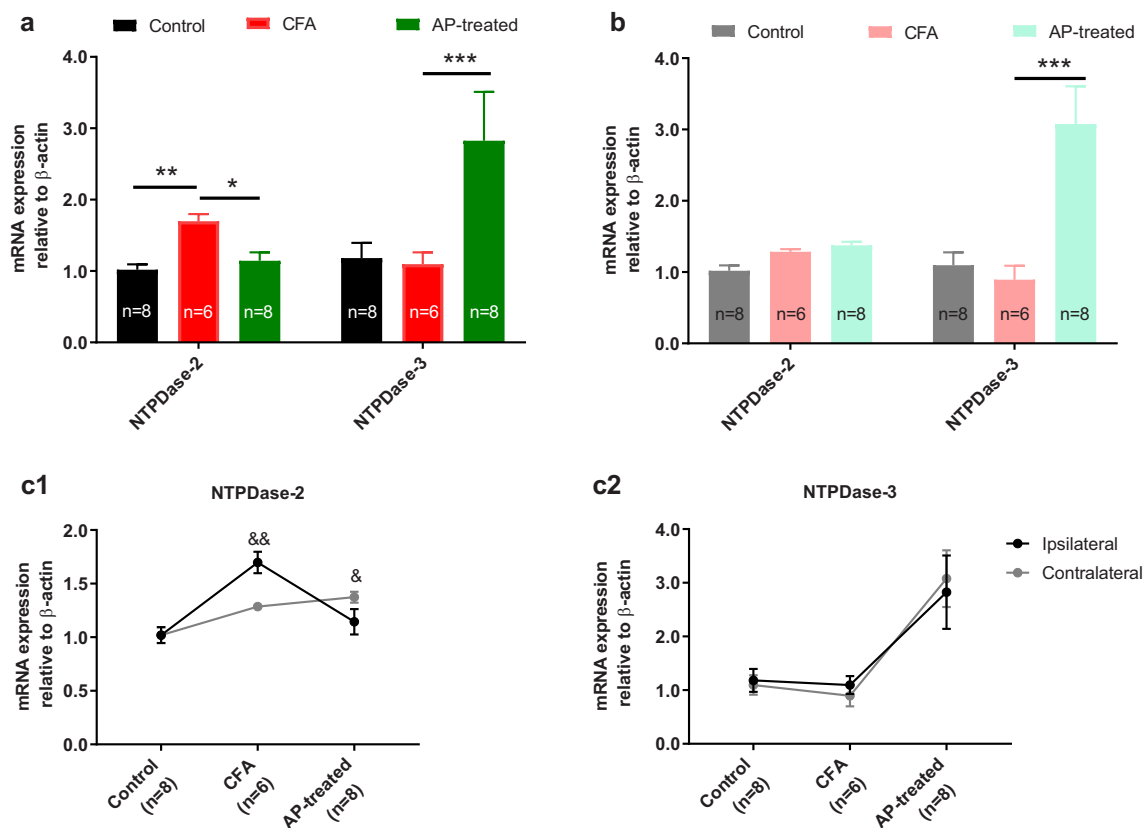 a
Control
CFA
AP-treated
mRNA expression
relative to β-actin
4.0
3.0
2.0
1.0
0.0
**
*
***
n=8
n=6
n=8
n=8
n=6
n=8
NTPDase-2
NTPDase-3
b
Control
CFA
AP-treated
mRNA expression
relative to β-actin
4.0
3.0
2.0
1.0
0.0
***
n=8
n=6
n=8
n=8
n=6
n=8
NTPDase-2
NTPDase-3
c1
NTPDase-2
mRNA expression
relative to β-actin
2.0
1.5
1.0
0.5
0.0
&&
&
Control
(n=8)
CFA
(n=6)
AP-treated
(n=8)
c2
NTPDase-3
mRNA expression
relative to β-actin
4.0
3.0
2.0
1.0
0.0
Control
(n=8)
CFA
(n=6)
AP-treated
(n=8)
Ipsilateral
Contralateral